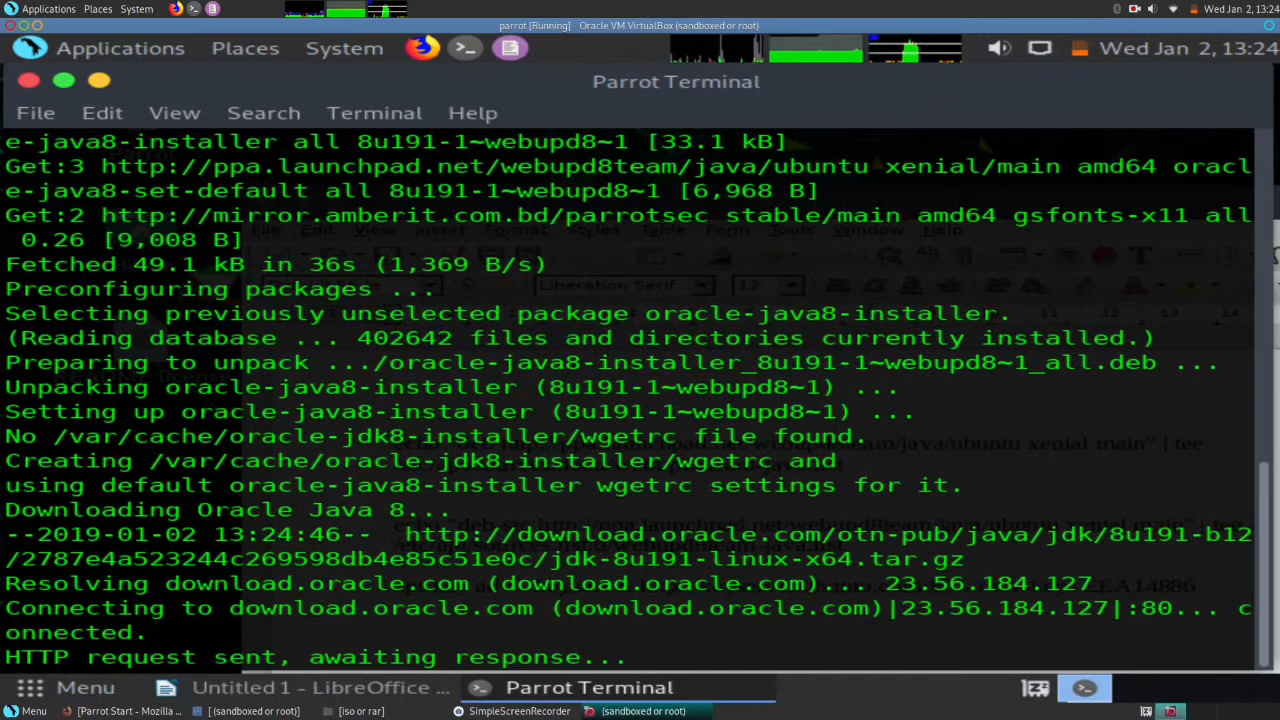 Applications Places System Wed Jan 2, 13:24
parrot [Running] - Oracle VM VirtualBox (sandboxed or root)
Applications Places System Wed Jan 2, 13:24
Parrot Terminal
File Edit View Search Terminal Help
e-java8-installer all 8u191-1~webupd8~1 [33.1 kB]
Get:3 http://ppa.launchpad.net/webupd8team/java/ubuntu xenial/main amd64 oracl
e-java8-set-default all 8u191-1~webupd8~1 [6,968 B]
Get:2 http://mirror.amberit.com.bd/parrotsec stable/main amd64 gsfonts-x11 all
0.26 [9,008 B]
Fetched 49.1 kB in 36s (1,369 B/s)
Preconfiguring packages ...
Selecting previously unselected package oracle-java8-installer.
(Reading database ... 402642 files and directories currently installed.)
Preparing to unpack .../oracle-java8-installer_8u191-1~webupd8~1_all.deb ...
Unpacking oracle-java8-installer (8u191-1~webupd8~1) ...
Setting up oracle-java8-installer (8u191-1~webupd8~1) ...
No /var/cache/oracle-jdk8-installer/wgetrc file found.
Creating /var/cache/oracle-jdk8-installer/wgetrc and
using default oracle-java8-installer wgetrc settings for it.
Downloading Oracle Java 8...
--2019-01-02 13:24:46-- http://download.oracle.com/otn-pub/java/jdk/8u191-b12
/2787e4a523244c269598db4e85c51e0c/jdk-8u191-linux-x64.tar.gz
Resolving download.oracle.com (download.oracle.com)... 23.56.184.127
Connecting to download.oracle.com (download.oracle.com)|23.56.184.127|:80... c
onnected.
HTTP request sent, awaiting response...
Menu Untitled 1 - LibreOffice ... Parrot Terminal
Menu [Parrot Start - Mozilla ... [ (sandboxed or root)] [iso or rar] SimpleScreenRecorder (sandboxed or root)